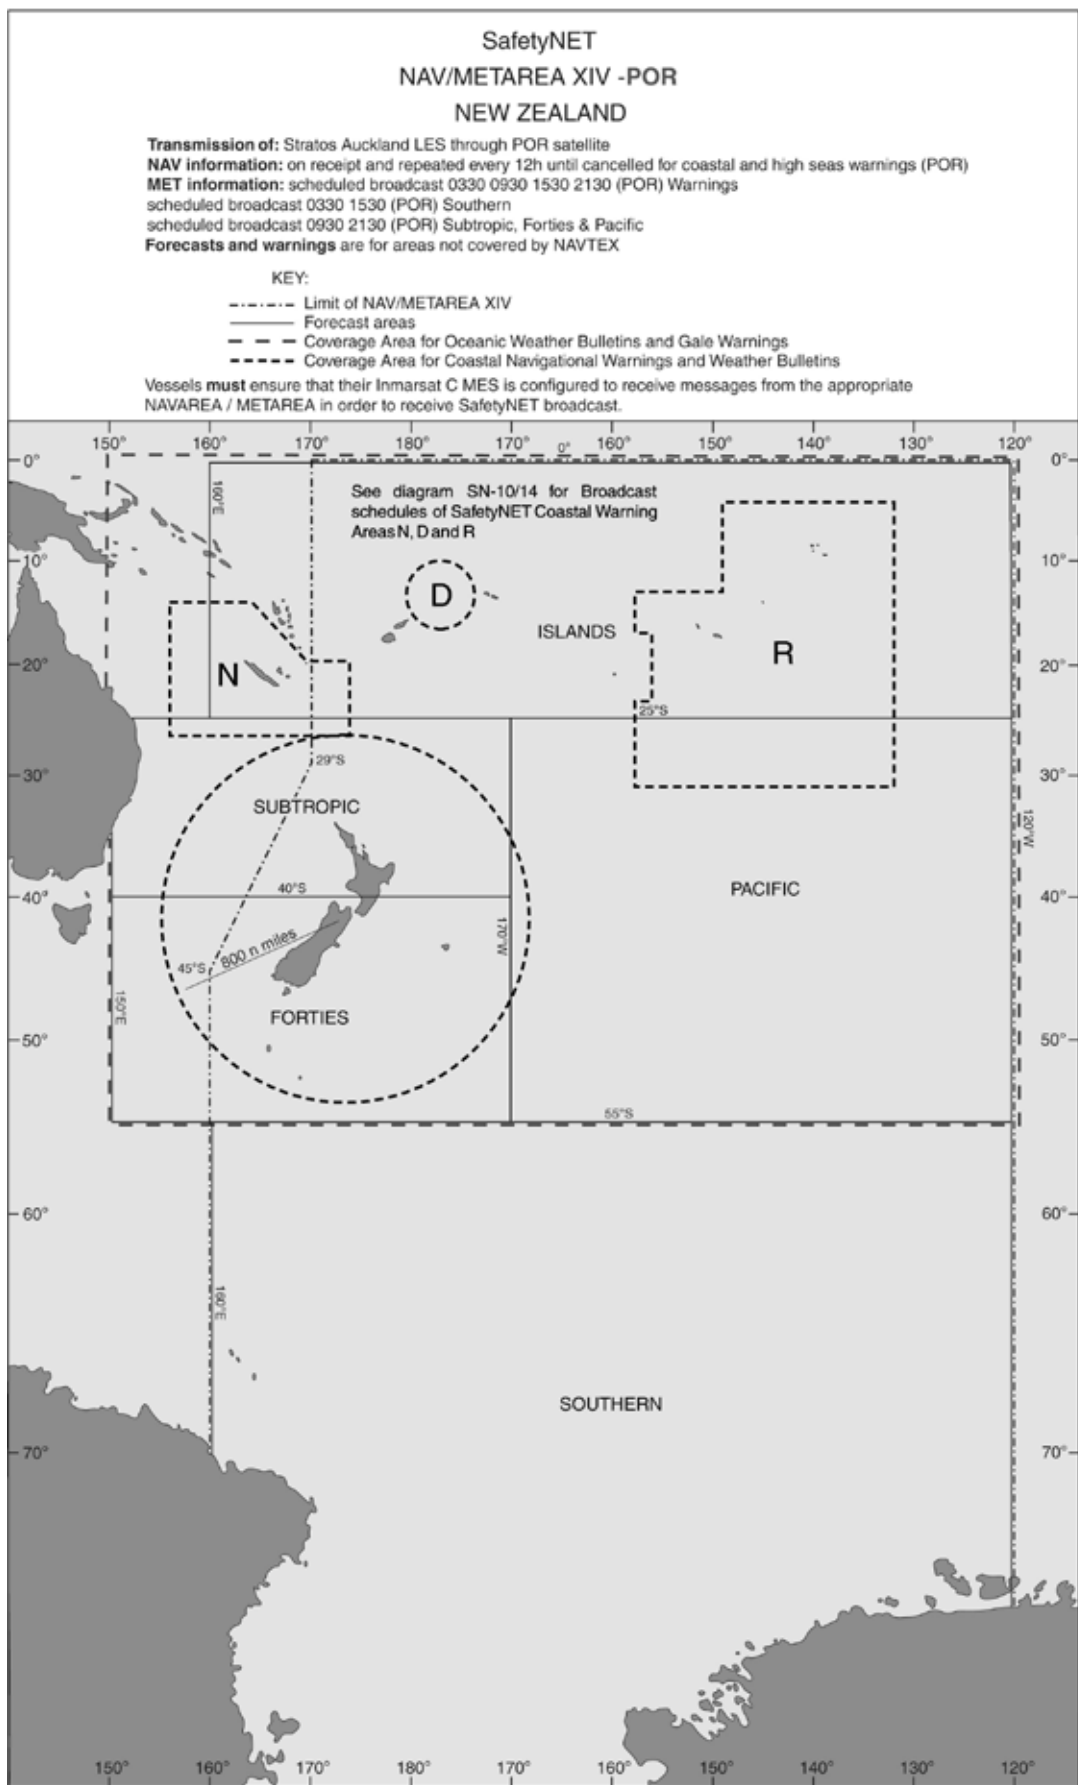 SafetyNET
NAV/METAREA XIV -POR
NEW ZEALAND
Transmission of: Stratos Auckland LES through POR satellite
NAV information: on receipt and repeated every 12h until cancelled for coastal and high seas warnings (POR)
MET information: scheduled broadcast 0330 0930 1530 2130 (POR) Warnings
scheduled broadcast 0330 1530 (POR) Southern
scheduled broadcast 0930 2130 (POR) Subtropic, Forties & Pacific
Forecasts and warnings are for areas not covered by NAVTEX
KEY:
Limit of NAV/METAREA XIV
Forecast areas
Coverage Area for Oceanic Weather Bulletins and Gale Warnings
Coverage Area for Coastal Navigational Warnings and Weather Bulletins
Vessels must ensure that their Inmarsat C MES is configured to receive messages from the appropriate
NAVAREA / METAREA in order to receive SafetyNET broadcast.
150° 160° 170° 180° 170° 160° 150° 140° 130° 120°
0° 0° 0°
160°E
See diagram SN-10/14 for Broadcast
schedules of SafetyNET Coastal Warning
Areas N, D and R
10° 10°
D
ISLANDS
R
20° 20°
N
25°S
29°S
30° 30°
SUBTROPIC
120°W
40°S
PACIFIC
40° 40°
170°W
800 n miles
45°S
150°E
FORTIES
50° 50°
55°S
60° 60°
160°E
SOUTHERN
70° 70°
150° 160° 170° 180° 170° 160° 150° 140° 130° 120°